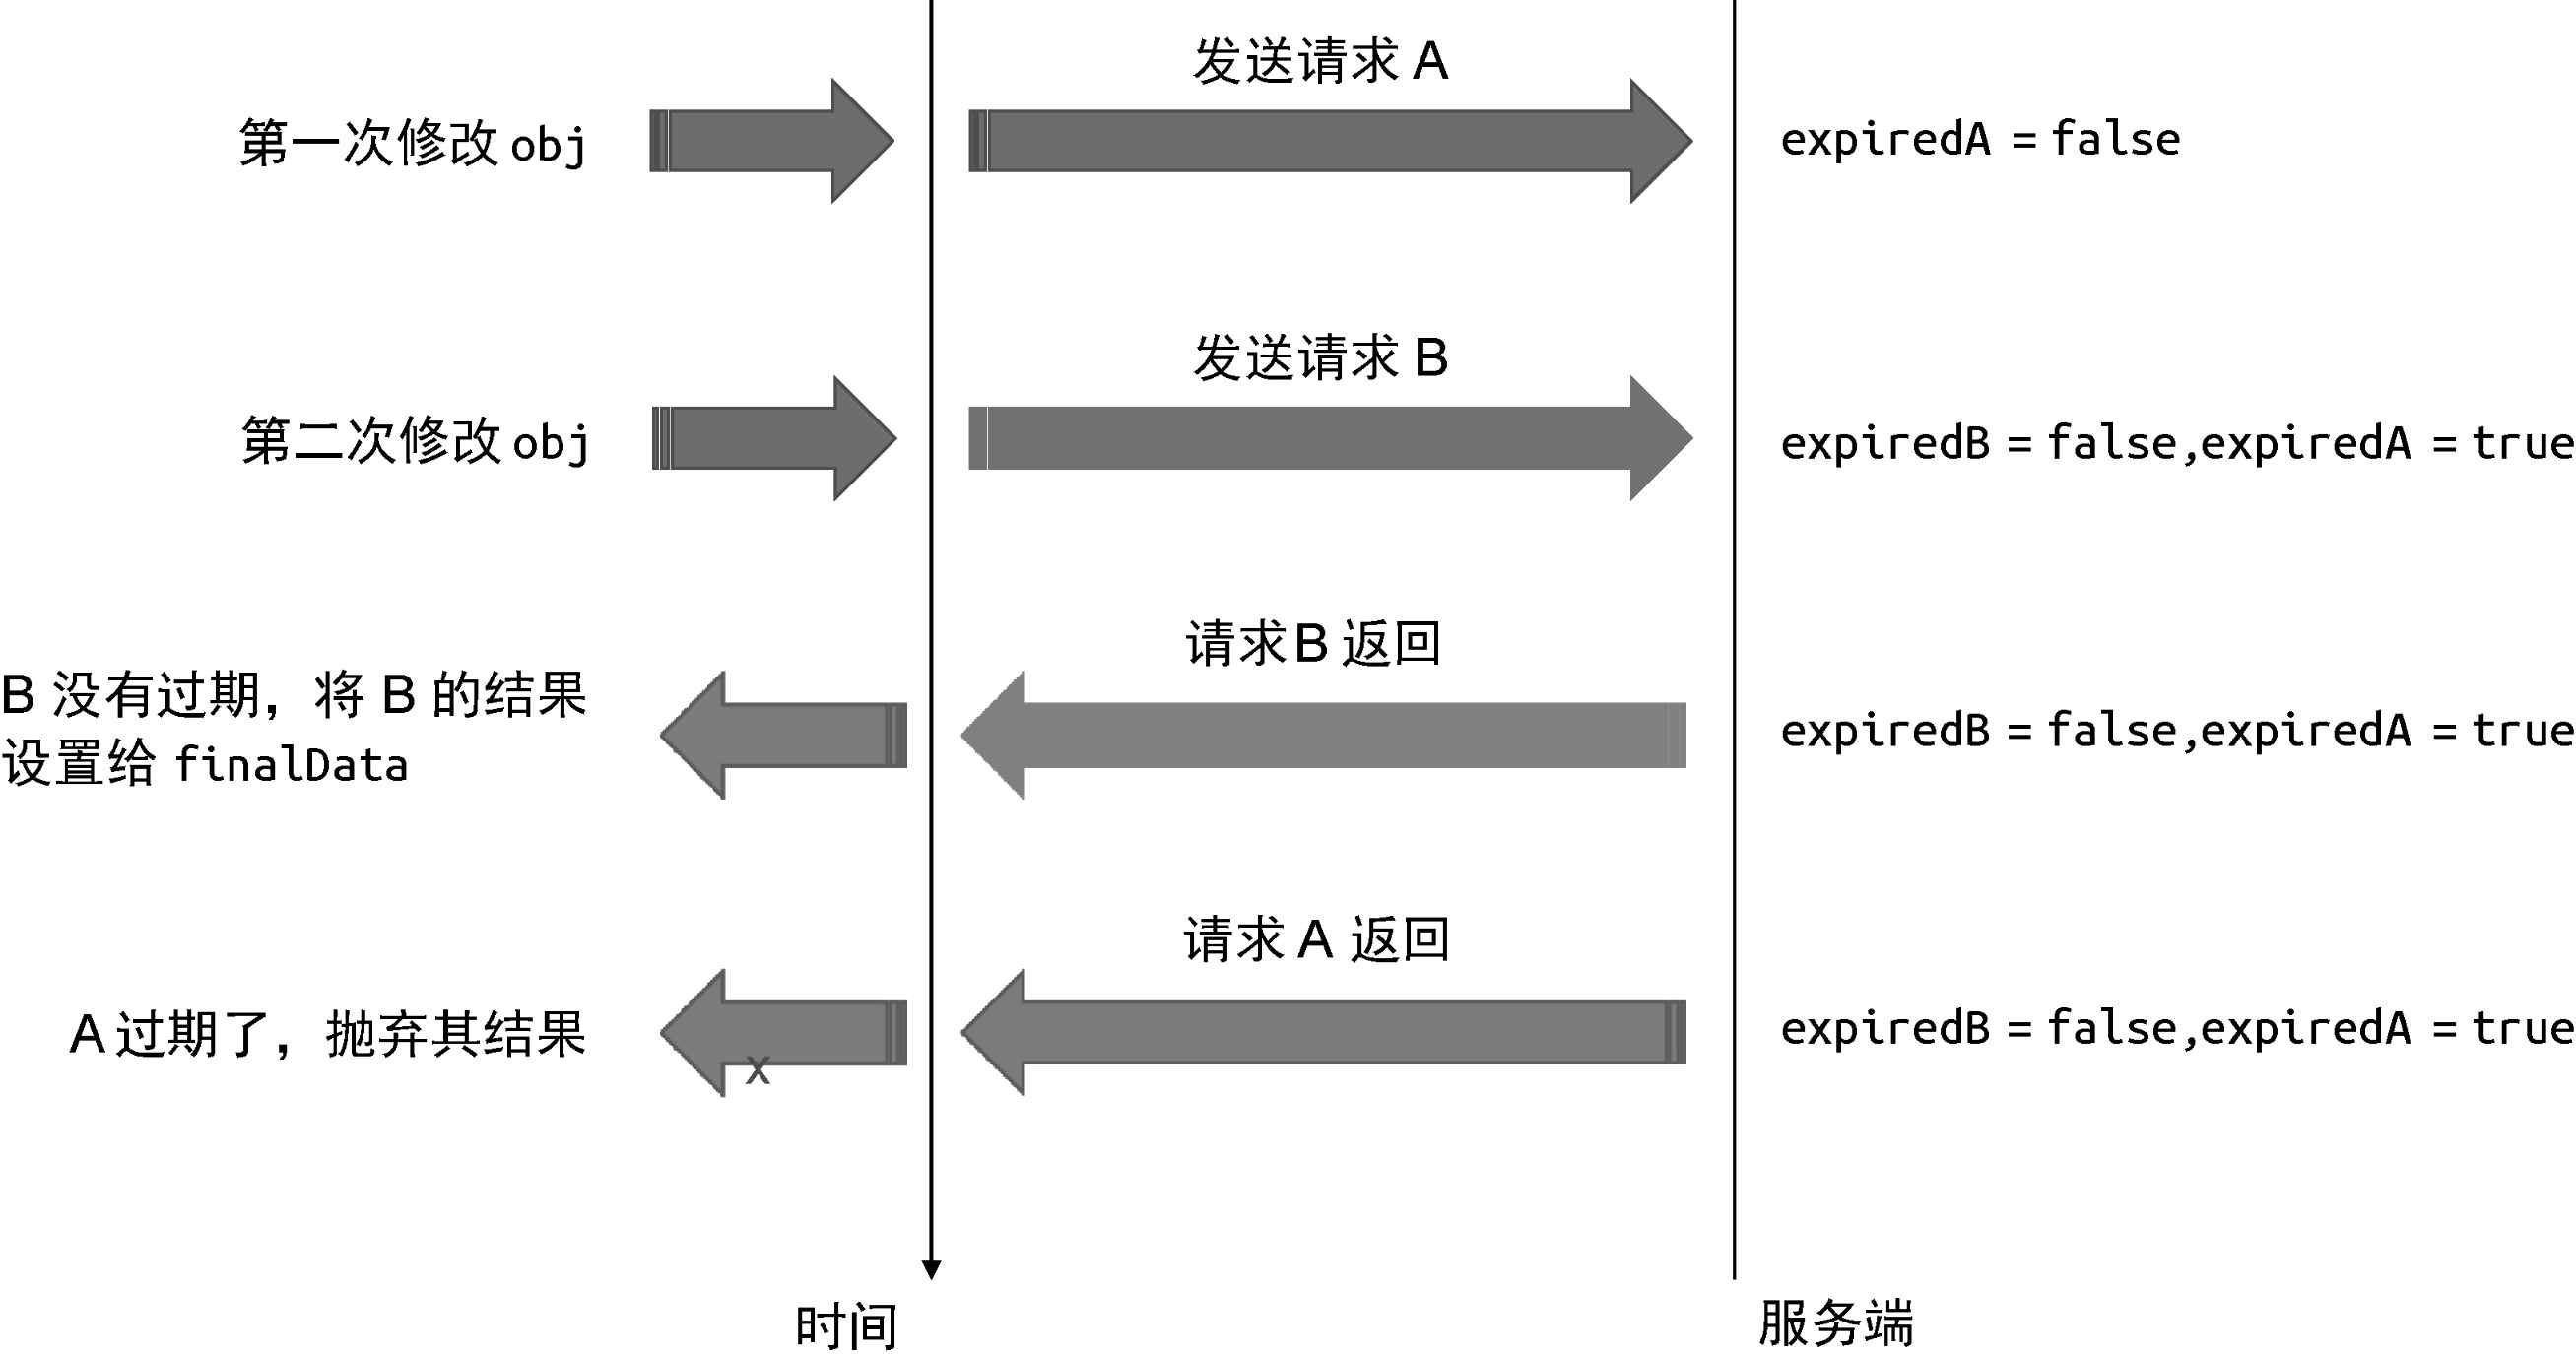 发送请求 A
第一次修改 obj
expiredA = false
发送请求 B
第二次修改 obj
expiredB = false,expiredA = true
请求B 返回
B 没有过期，将 B 的结果
设置给 finalData
expiredB = false,expiredA = true
请求 A 返回
A 过期了，抛弃其结果
x
expiredB = false,expiredA = true
时间
服务端